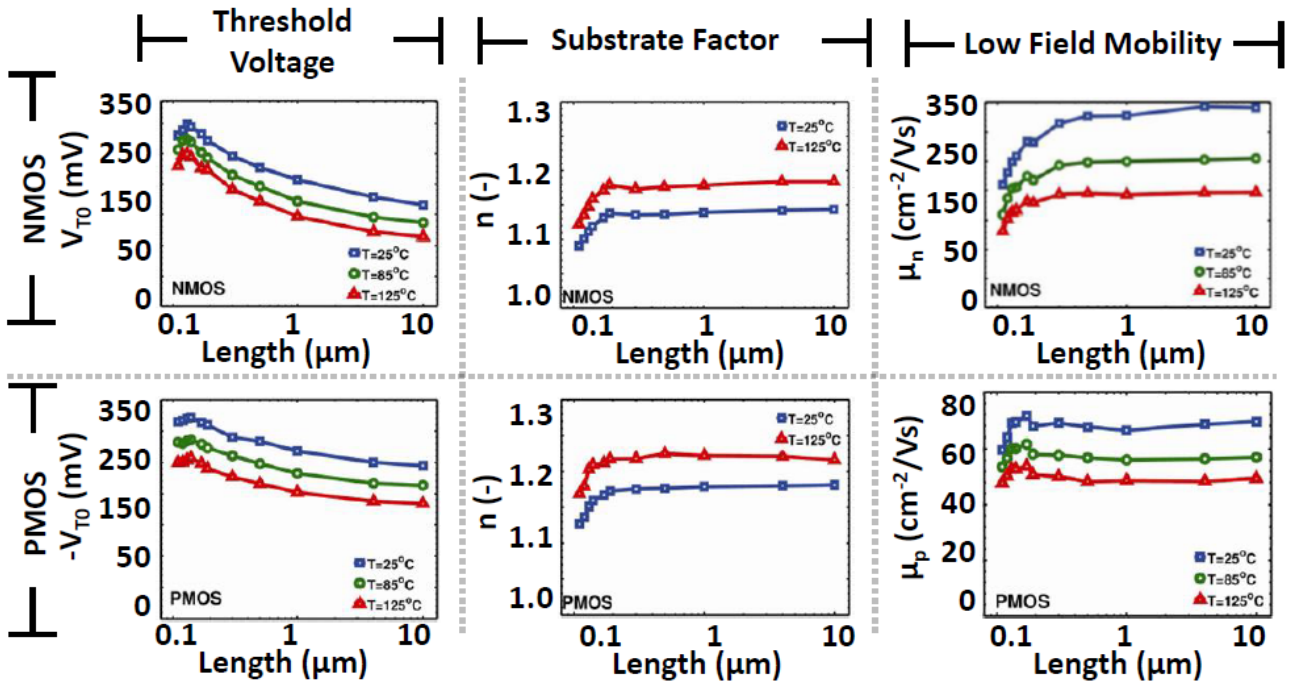 Threshold
Voltage
Substrate Factor
Low Field Mobility
NMOS
V_T0 (mV)
350
250
150
50
0
T=25°C
T=85°C
T=125°C
NMOS
0.1 1 10
Length (μm)
n (-)
1.3
1.2
1.1
1.0
T=25°C
T=125°C
NMOS
0.1 1 10
Length (μm)
μ_n (cm⁻²/Vs)
350
250
150
50
0
T=25°C
T=85°C
T=125°C
NMOS
0.1 1 10
Length (μm)
PMOS
-V_T0 (mV)
350
250
150
50
0
T=25°C
T=85°C
T=125°C
PMOS
0.1 1 10
Length (μm)
n (-)
1.3
1.2
1.1
1.0
T=25°C
T=125°C
PMOS
0.1 1 10
Length (μm)
μ_p (cm⁻²/Vs)
80
60
40
20
0
T=25°C
T=85°C
T=125°C
PMOS
0.1 1 10
Length (μm)